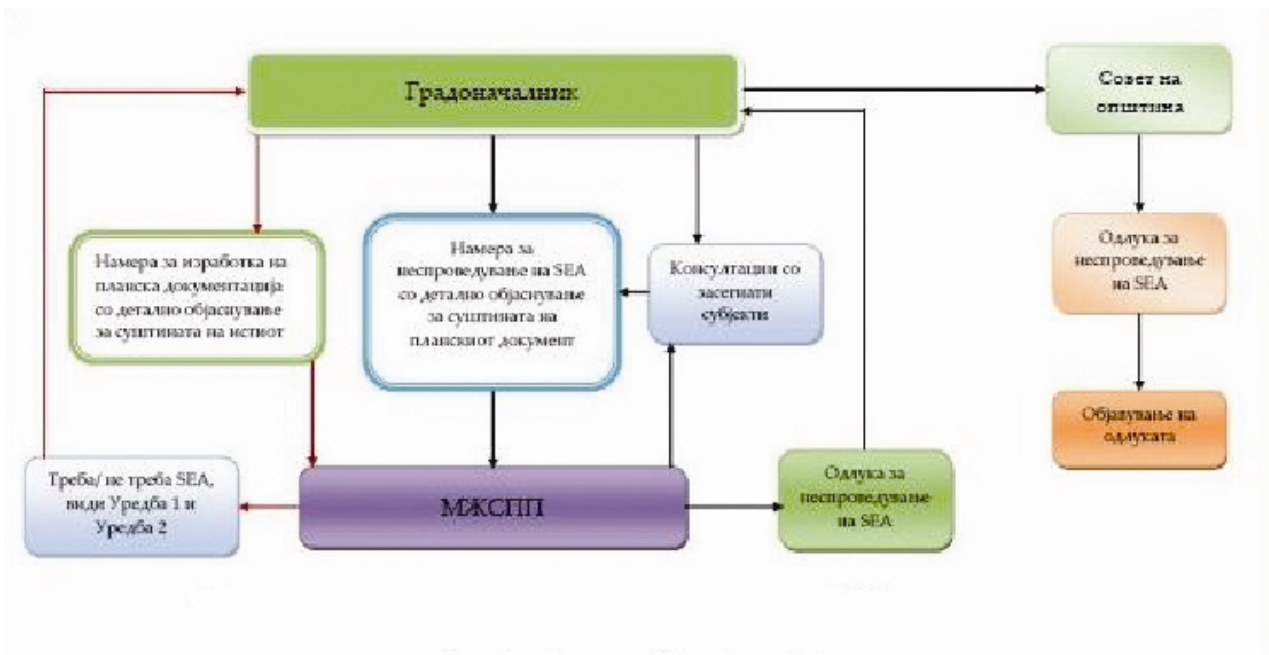 Градоначалник
Совет на
општина
Намера за изработка на
планска документација
со детално објаснување
за суштината на истиот
Намера за
неспроведување на SEA
со детално објаснување
за суштината на
планскиот документ
Консултации со
засегнати
субјекти
Одлука за
неспроведување
на SEA
Објавување на
одлуката
Треба/ не треба SEA,
види Уредба 1 и
Уредба 2
МЖСПП
Одлука за
неспроведување
на SEA